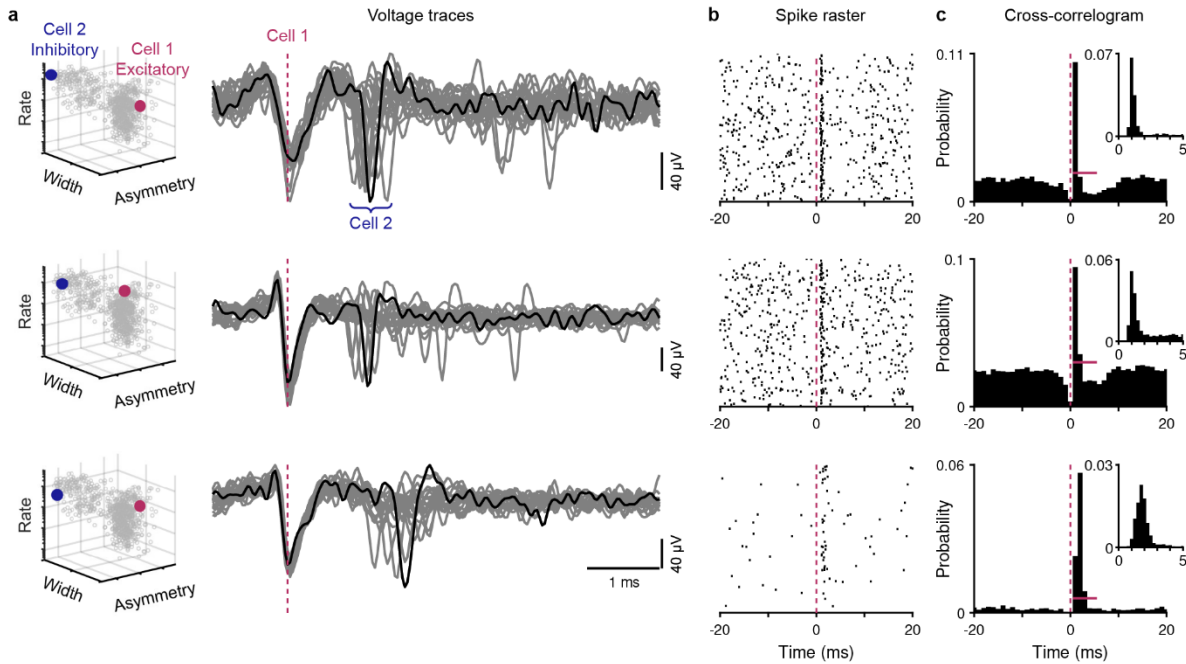 a
Voltage traces
b
Spike raster
c
Cross-correlogram
Cell 2
Inhibitory
Cell 1
Excitatory
Rate
Width
Asymmetry
Cell 1
Cell 2
40 µV
-20 0 20
Probability
0.11
0
-20 0 20
0.07
0
0 5
Rate
Width
Asymmetry
40 µV
-20 0 20
Probability
0.1
0
-20 0 20
0.06
0
0 5
Rate
Width
Asymmetry
1 ms
40 µV
-20 0 20
Time (ms)
Probability
0.06
0
-20 0 20
Time (ms)
0.03
0
0 5